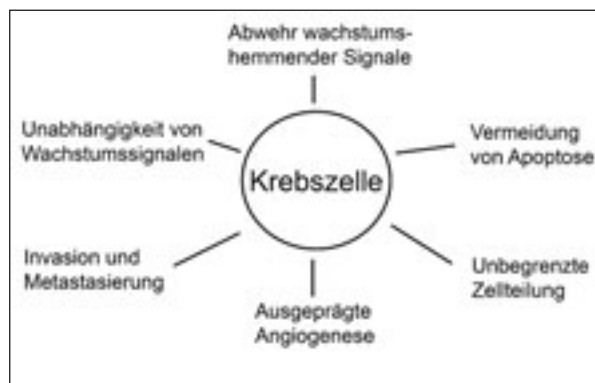 Abwehr wachstums-
hemmender Signale
Unabhängigkeit von
Wachstumssignalen
Vermeidung
von Apoptose
Krebszelle
Invasion und
Metastasierung
Unbegrenzte
Zellteilung
Ausgeprägte
Angiogenese